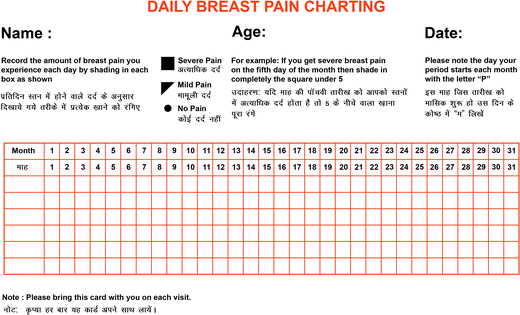 DAILY BREAST PAIN CHARTING
Name :
Age:
Date:
Record the amount of breast pain you
experience each day by shading in each
box as shown
प्रतिदिन स्तन में होने वाले दर्द के अनुसार
दिखाये गये तरीके में प्रत्येक ख़ाने को रंगिए
Severe Pain
अत्याधिक दर्द
Mild Pain
मामूली दर्द
No Pain
कोई दर्द नहीं
For example: If you get severe breast pain
on the fifth day of the month then shade in
completely the square under 5
उदाहरण: यदि माह की पाँचवी तारीख को आपको स्तनों
में अत्याधिक दर्द होता है तो 5 के नीचे वाला खाना
पूरा रंगे
Please note the day your
period starts each month
with the letter "P"
इस माह जिस तारीख को
मासिक शुरू हो उस दिन के
कोष्ठ में "म" लिखें
Month 1 2 3 4 5 6 7 8 9 10 11 12 13 14 15 16 17 18 19 20 21 22 23 24 25 26 27 28 29 30 31
माह 1 2 3 4 5 6 7 8 9 10 11 12 13 14 15 16 17 18 19 20 21 22 23 24 25 26 27 28 29 30 31
Note : Please bring this card with you on each visit.
नोट: कृप्या हर बार यह कार्ड अपने साथ लायें।